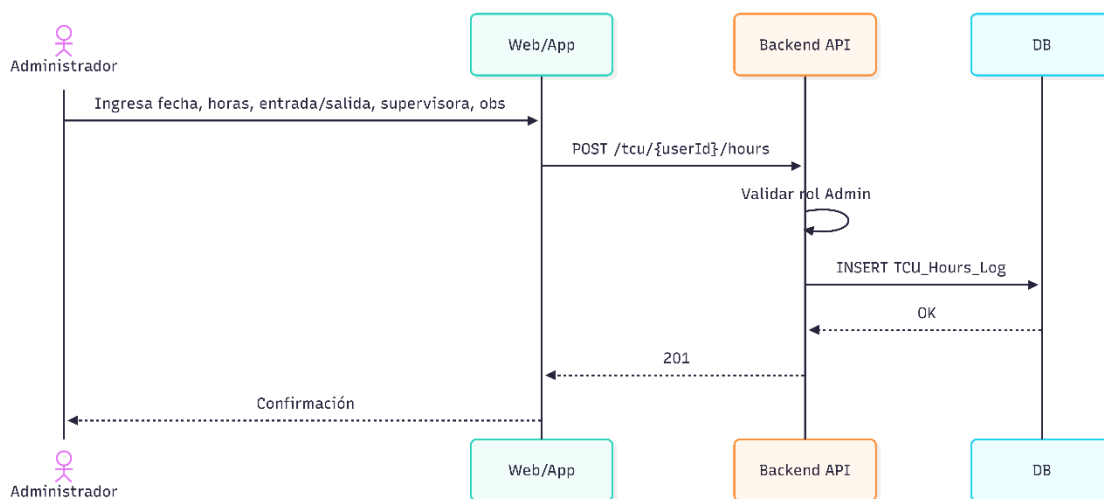 Administrador
Web/App
Backend API
DB
Ingresa fecha, horas, entrada/salida, supervisora, obs
POST /tcu/{userId}/hours
Validar rol Admin
INSERT TCU_Hours_Log
OK
201
Confirmación
Administrador
Web/App
Backend API
DB